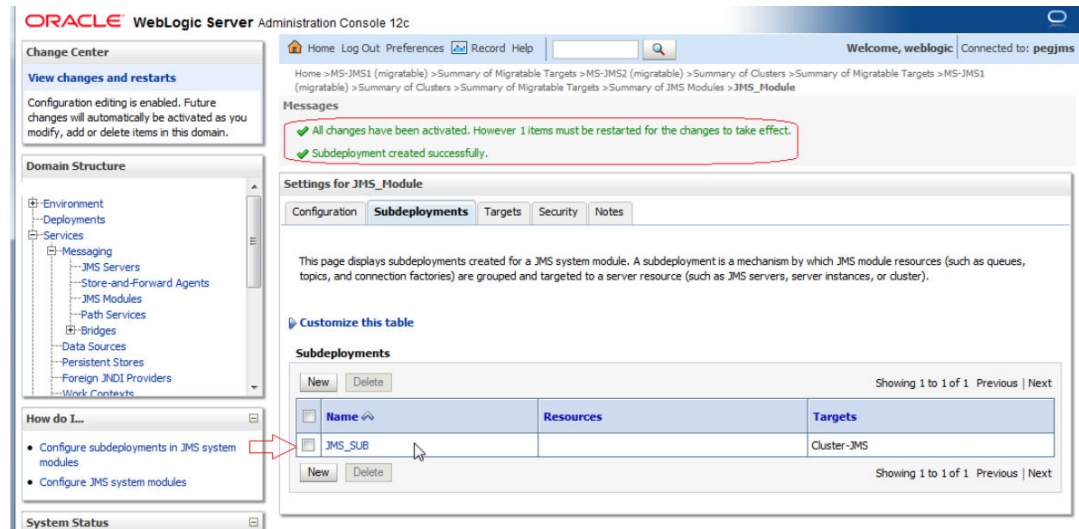 ORACLE WebLogic Server Administration Console 12c
Change Center
View changes and restarts
Configuration editing is enabled. Future
changes will automatically be activated as you
modify, add or delete items in this domain.
Domain Structure
Environment
Deployments
Services
Messaging
JMS Servers
Store-and-Forward Agents
JMS Modules
Path Services
Bridges
Data Sources
Persistent Stores
Foreign JNDI Providers
Work Contexts
How do I...
Configure subdeployments in JMS system
modules
Configure JMS system modules
System Status
Home Log Out Preferences Record Help
Welcome, weblogic Connected to: pegjms
Home >MS-JMS1 (migratable) >Summary of Migratable Targets >MS-JMS2 (migratable) >Summary of Clusters >Summary of Migratable Targets >MS-JMS1
(migratable) >Summary of Clusters >Summary of Migratable Targets >Summary of JMS Modules >JMS_Module
Messages
All changes have been activated. However 1 items must be restarted for the changes to take effect.
Subdeployment created successfully.
Settings for JMS_Module
Configuration Subdeployments Targets Security Notes
This page displays subdeployments created for a JMS system module. A subdeployment is a mechanism by which JMS module resources (such as queues,
topics, and connection factories) are grouped and targeted to a server resource (such as JMS servers, server instances, or cluster).
Customize this table
Subdeployments
New Delete Showing 1 to 1 of 1 Previous | Next
Name Resources Targets
JMS_SUB Cluster-JMS
New Delete Showing 1 to 1 of 1 Previous | Next